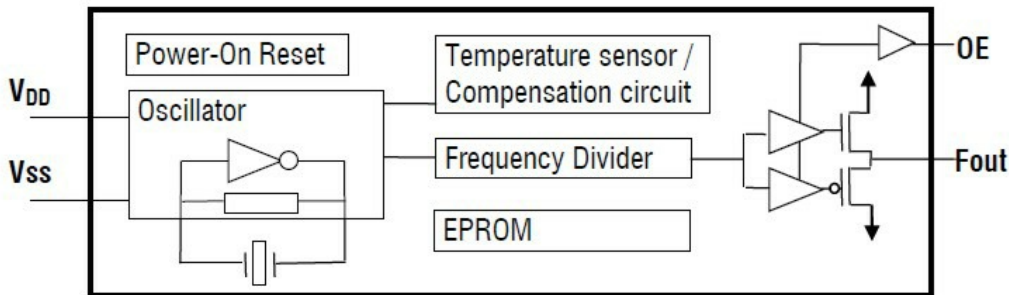 Power-On Reset
Temperature sensor /
Compensation circuit
OE
VDD
Oscillator
Frequency Divider
Fout
Vss
EPROM